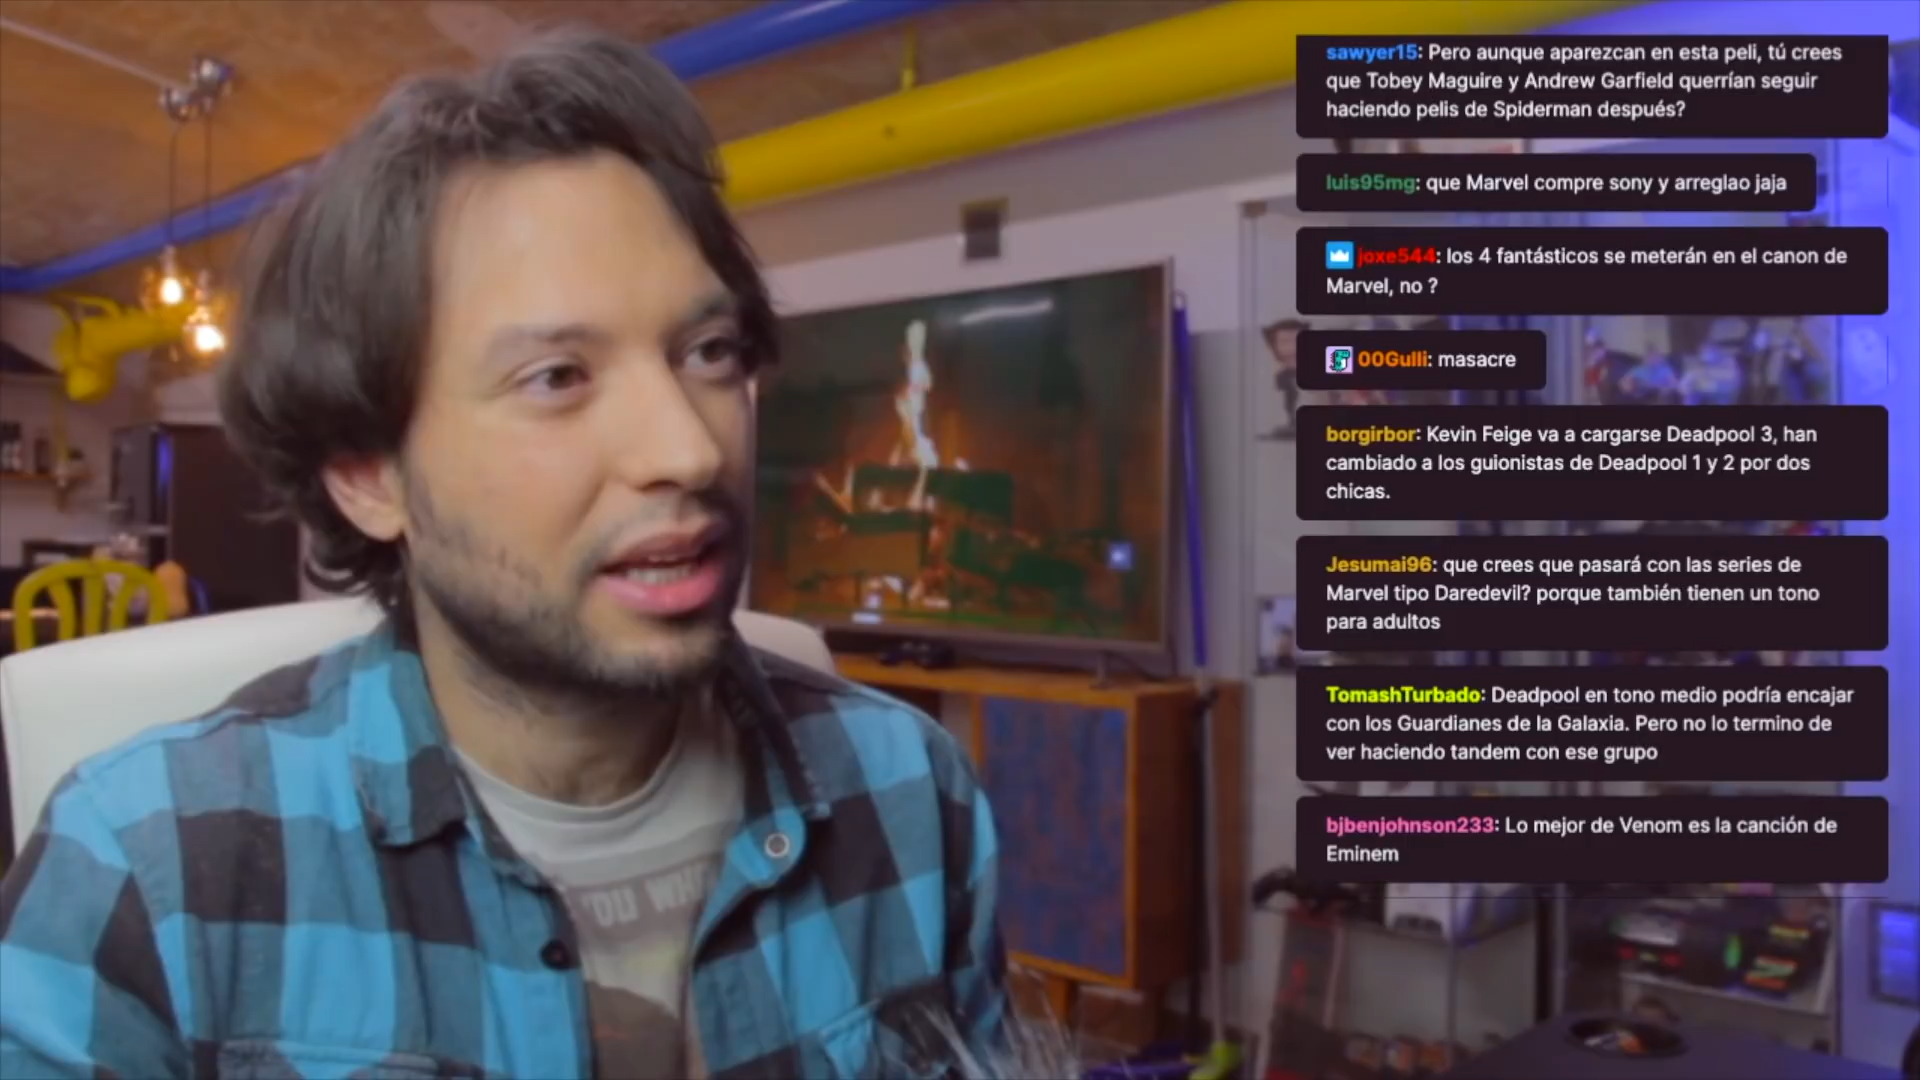 sawyer15: Pero aunque aparezcan en esta peli, tú crees
que Tobey Maguire y Andrew Garfield querrían seguir
haciendo pelis de Spiderman después?
luis95mg: que Marvel compre sony y arreglao jaja
joxe544: los 4 fantásticos se meterán en el canon de
Marvel, no ?
00Gulli: masacre
borgirbor: Kevin Feige va a cargarse Deadpool 3, han
cambiado a los guionistas de Deadpool 1 y 2 por dos
chicas.
Jesumai96: que crees que pasará con las series de
Marvel tipo Daredevil? porque también tienen un tono
para adultos
TomashTurbado: Deadpool en tono medio podría encajar
con los Guardianes de la Galaxia. Pero no lo termino de
ver haciendo tandem con ese grupo
bjbenjohnson233: Lo mejor de Venom es la canción de
Eminem